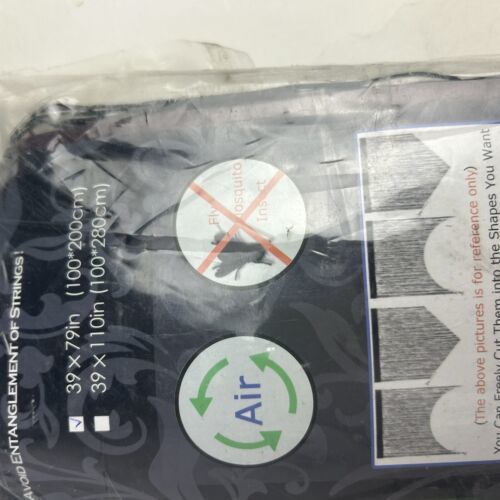 AVOID ENTANGLEMENT OF STRINGS!
39 X 79in (100*200cm)
39 X 110in (100*280cm)
Fly
Mosquito
Insect
Air
(The above pictures is for reference only)
You Can Freely Cut Them into the Shapes You Want